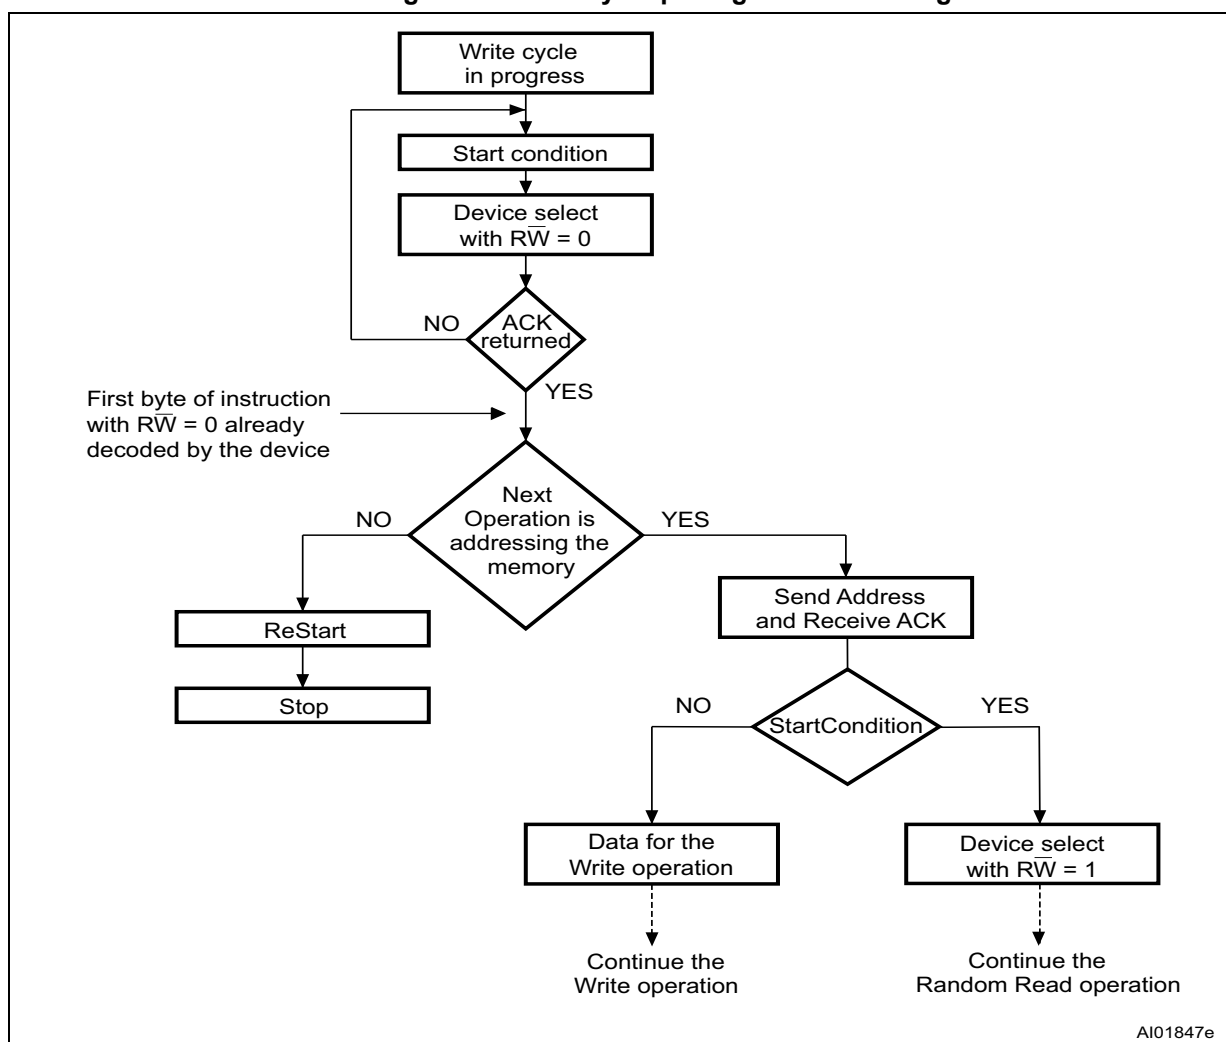 Write cycle
in progress
Start condition
Device select
with RW̅ = 0
NO
ACK
returned
YES
First byte of instruction
with RW̅ = 0 already
decoded by the device
Next
Operation is
addressing the
memory
NO
YES
Send Address
and Receive ACK
ReStart
Stop
NO
StartCondition
YES
Data for the
Write operation
Device select
with RW̅ = 1
Continue the
Write operation
Continue the
Random Read operation
AI01847e